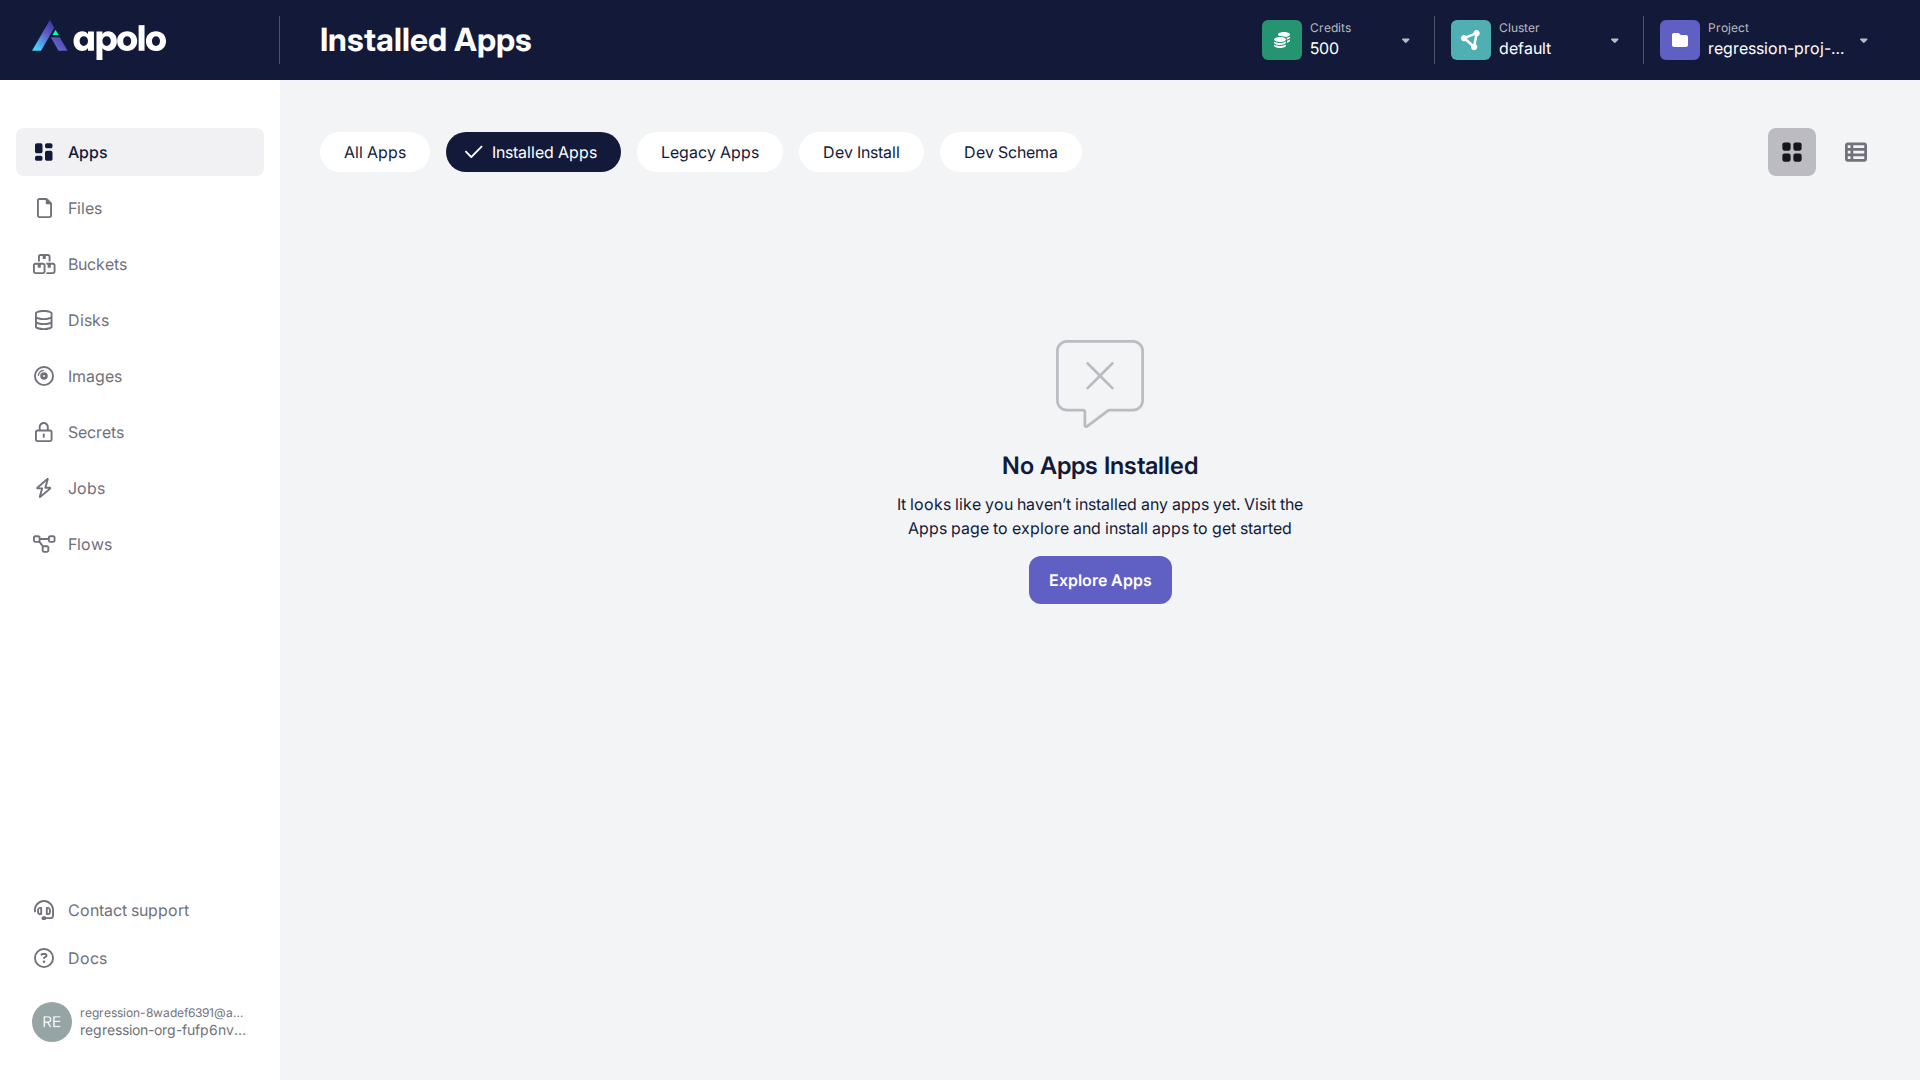 apolo
Installed Apps
Credits
500
Cluster
default
Project
regression-proj-...
Apps
Files
Buckets
Disks
Images
Secrets
Jobs
Flows
All Apps
Installed Apps
Legacy Apps
Dev Install
Dev Schema
No Apps Installed
It looks like you haven’t installed any apps yet. Visit the
Apps page to explore and install apps to get started
Explore Apps
Contact support
Docs
RE
regression-8wadef6391@a...
regression-org-fufp6nv...